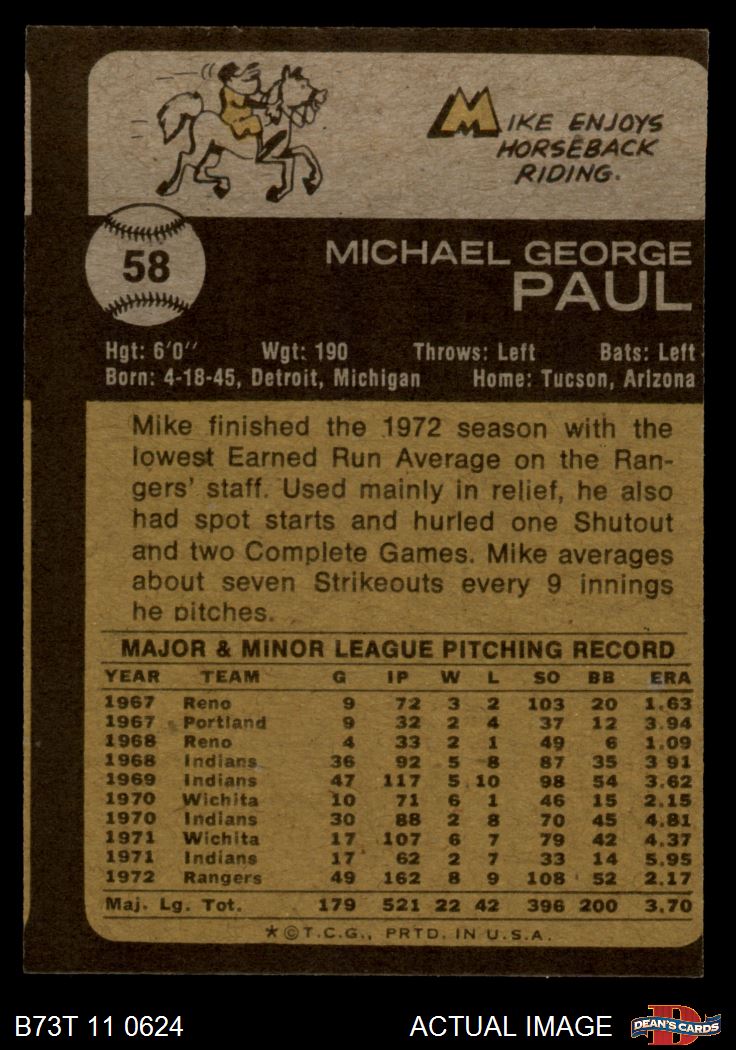 MIKE ENJOYS
HORSEBACK
RIDING.
58
MICHAEL GEORGE
PAUL
Hgt: 6'0'' Wgt: 190 Throws: Left Bats: Left
Born: 4-18-45, Detroit, Michigan Home: Tucson, Arizona
Mike finished the 1972 season with the
lowest Earned Run Average on the Ran-
gers' staff. Used mainly in relief, he also
had spot starts and hurled one Shutout
and two Complete Games. Mike averages
about seven Strikeouts every 9 innings
he pitches.
MAJOR & MINOR LEAGUE PITCHING RECORD
YEAR TEAM G IP W L SO BB ERA
1967 Reno 9 72 3 2 103 20 1.63
1967 Portland 9 32 2 4 37 12 3.94
1968 Reno 4 33 2 1 49 6 1.09
1968 Indians 36 92 5 8 87 35 3.91
1969 Indians 47 117 5 10 98 54 3.62
1970 Wichita 10 71 6 1 46 15 2.15
1970 Indians 30 88 2 8 70 45 4.81
1971 Wichita 17 107 6 7 79 42 4.37
1971 Indians 17 62 2 7 33 14 5.95
1972 Rangers 49 162 8 9 108 52 2.17
Maj. Lg. Tot. 179 521 22 42 396 200 3.70
*©T.C.G., PRTD. IN U.S.A.
B73T 11 0624 ACTUAL IMAGE DEAN'S CARDS